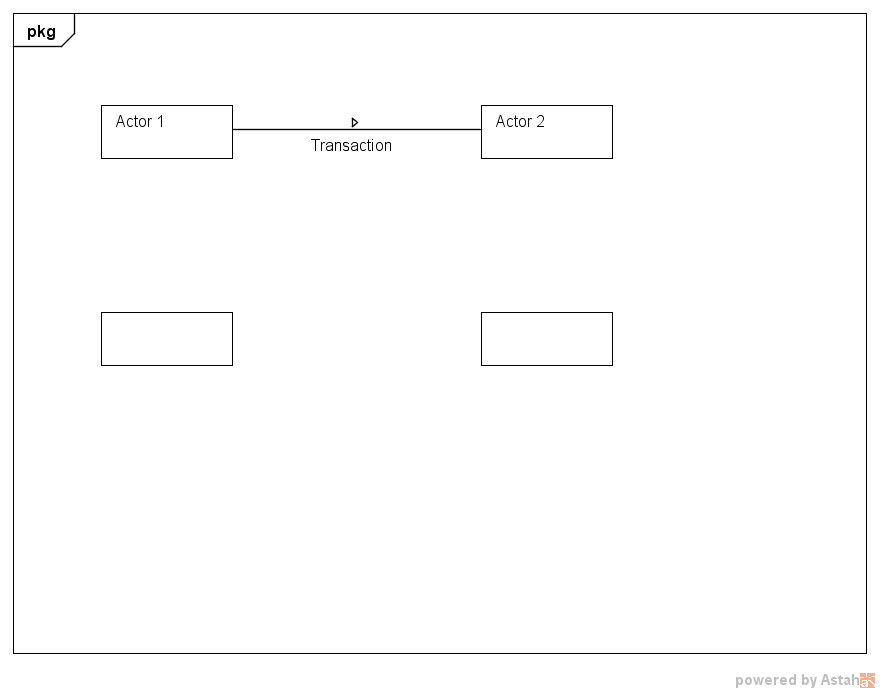 pkg
Actor 1
Actor 2
Transaction
powered by Astah